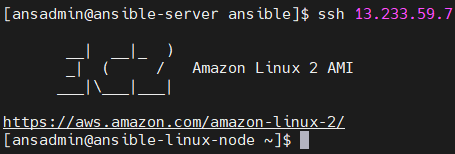 [ansadmin@ansible-server ansible]$ ssh 13.233.59.7
__|  __|_  )
_|  (     /   Amazon Linux 2 AMI
___|\___|___|
https://aws.amazon.com/amazon-linux-2/
[ansadmin@ansible-linux-node ~]$